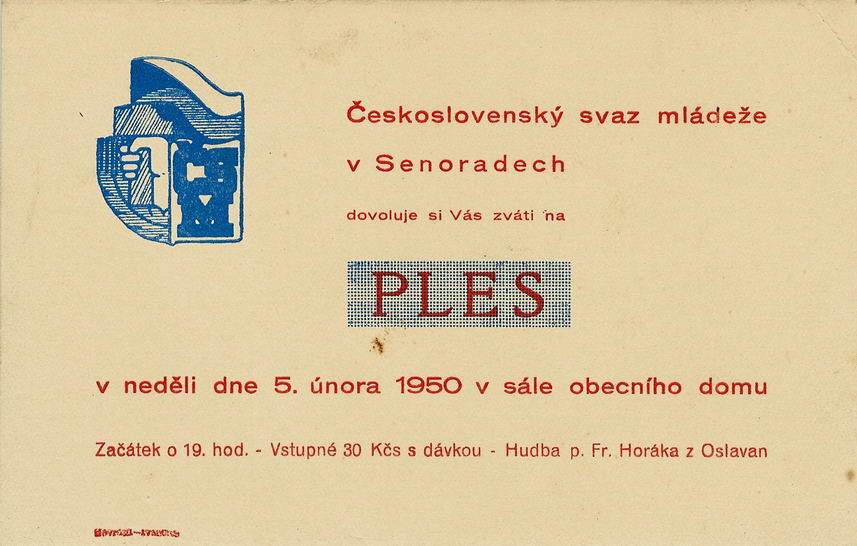 Československý svaz mládeže
v Senoradech
dovoluje si Vás zváti na
PLES
v neděli dne 5. února 1950 v sále obecního domu
Začátek o 19. hod. - Vstupné 30 Kčs s dávkou - Hudba p. Fr. Horáka z Oslavan